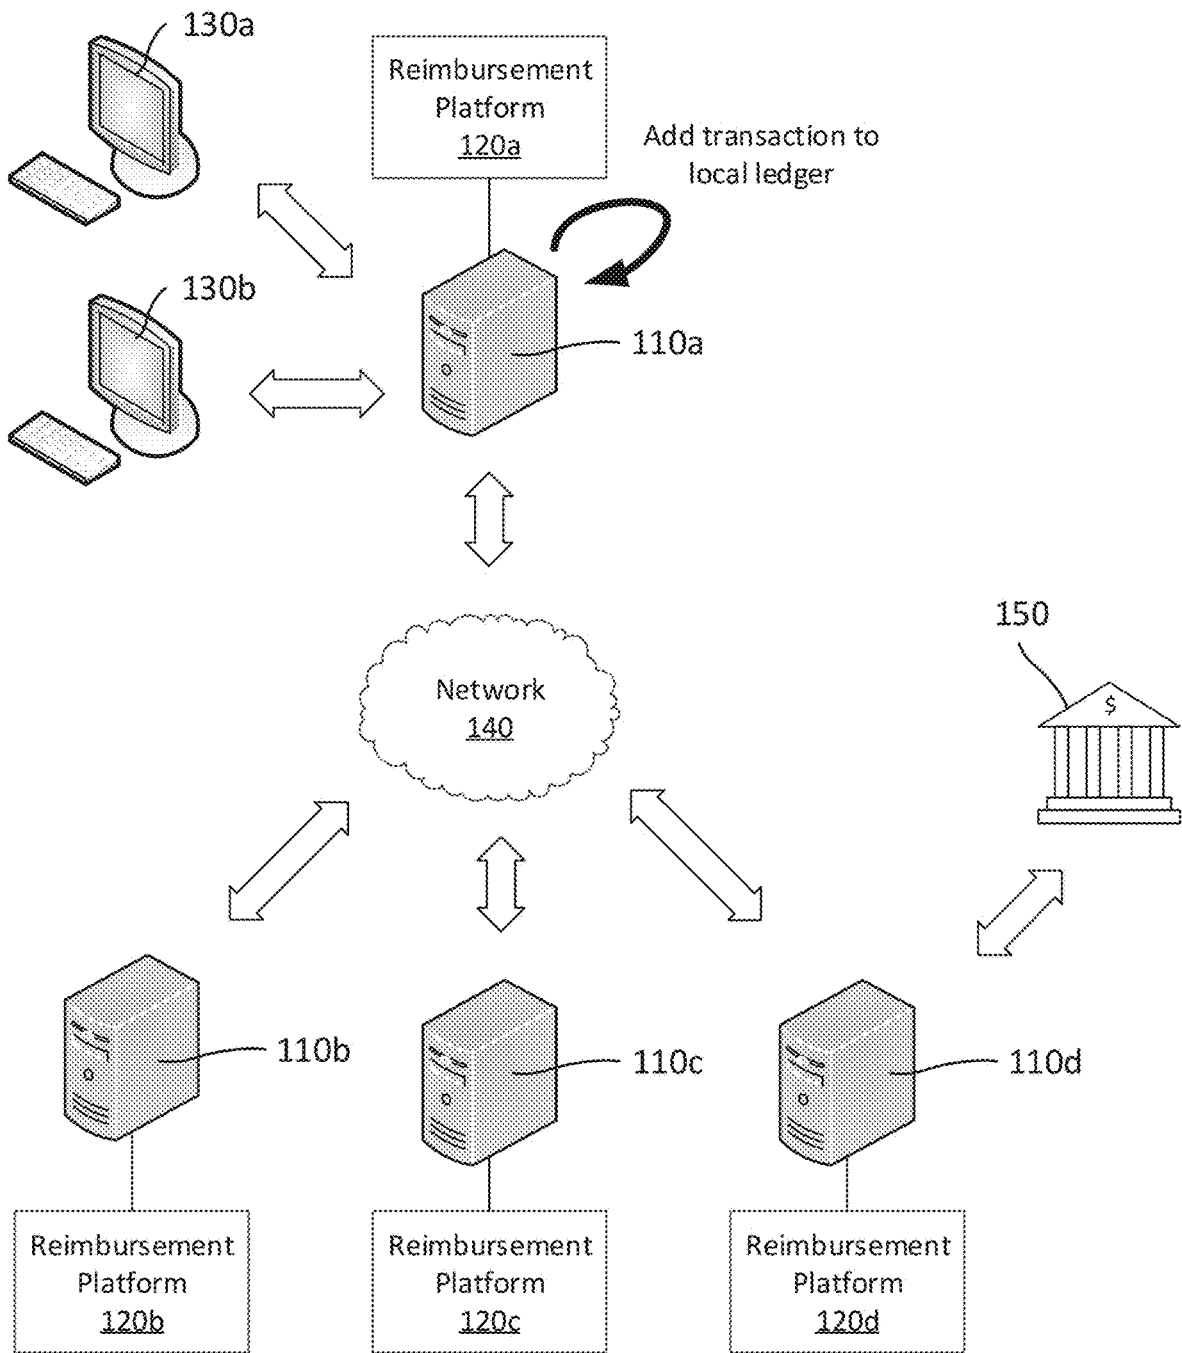 130a
Reimbursement
Platform
120a
Add transaction to
local ledger
130b
110a
150
$
Network
140
110b
110c
110d
Reimbursement
Platform
120b
Reimbursement
Platform
120c
Reimbursement
Platform
120d